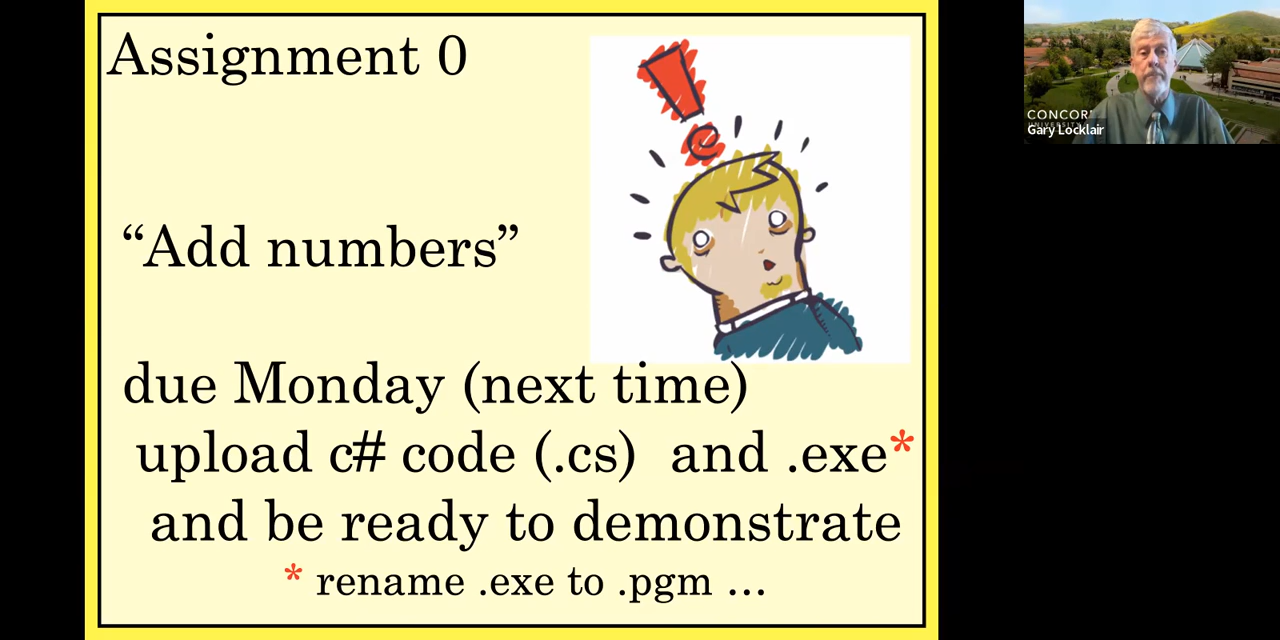 Assignment 0
“Add numbers”
due Monday (next time)
upload c# code (.cs) and .exe*
and be ready to demonstrate
* rename .exe to .pgm ...
Gary Locklair